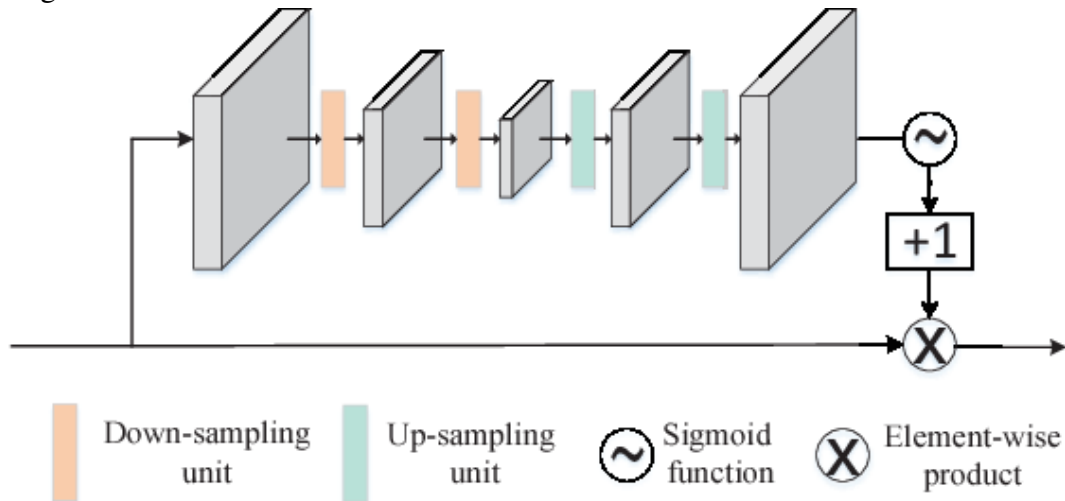 +1
X
Down-sampling
unit
Up-sampling
unit
~
Sigmoid
function
X
Element-wise
product